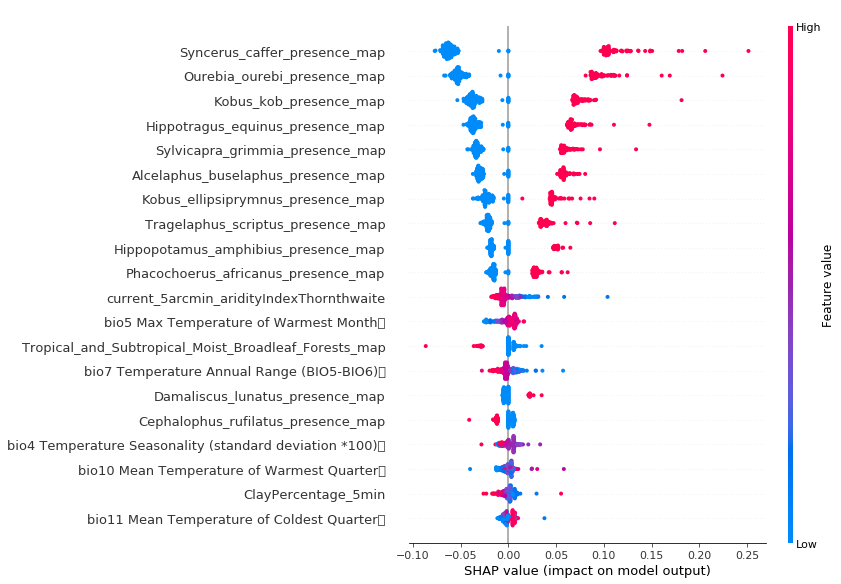 High
Syncerus_caffer_presence_map
Ourebia_ourebi_presence_map
Kobus_kob_presence_map
Hippotragus_equinus_presence_map
Sylvicapra_grimmia_presence_map
Alcelaphus_buselaphus_presence_map
Kobus_ellipsiprymnus_presence_map
Tragelaphus_scriptus_presence_map
Hippopotamus_amphibius_presence_map
Phacochoerus_africanus_presence_map
current_5arcmin_aridityIndexThornthwaite
bio5 Max Temperature of Warmest Month▯
Tropical_and_Subtropical_Moist_Broadleaf_Forests_map
bio7 Temperature Annual Range (BIO5-BIO6)▯
Damaliscus_lunatus_presence_map
Cephalophus_rufilatus_presence_map
bio4 Temperature Seasonality (standard deviation *100)▯
bio10 Mean Temperature of Warmest Quarter▯
ClayPercentage_5min
bio11 Mean Temperature of Coldest Quarter▯
Feature value
Low
−0.10 −0.05 0.00 0.05 0.10 0.15 0.20 0.25
SHAP value (impact on model output)